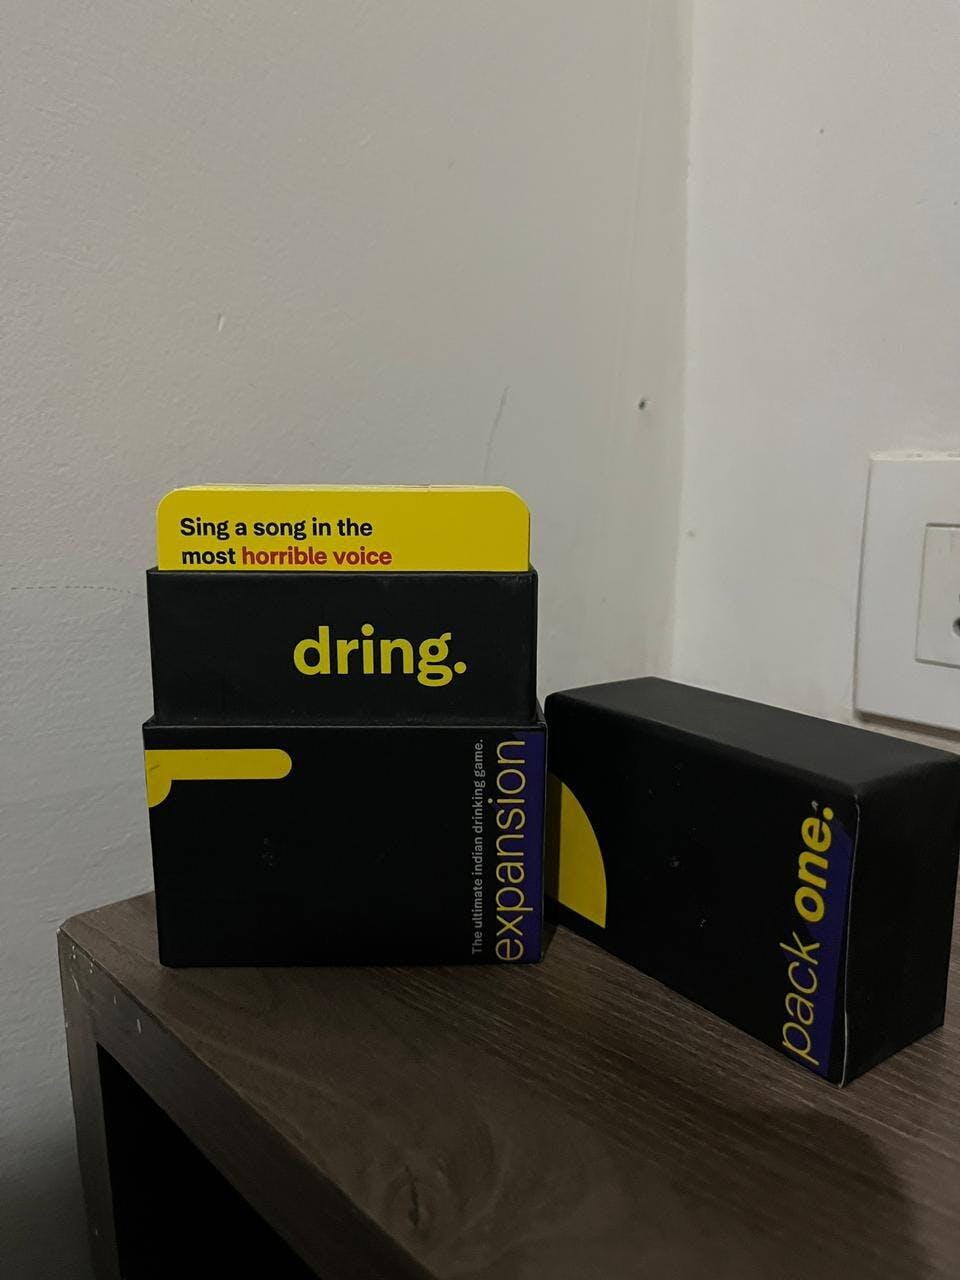 Sing a song in the
most horrible voice
dring.
The ultimate indian drinking game.
expansion
pack one.